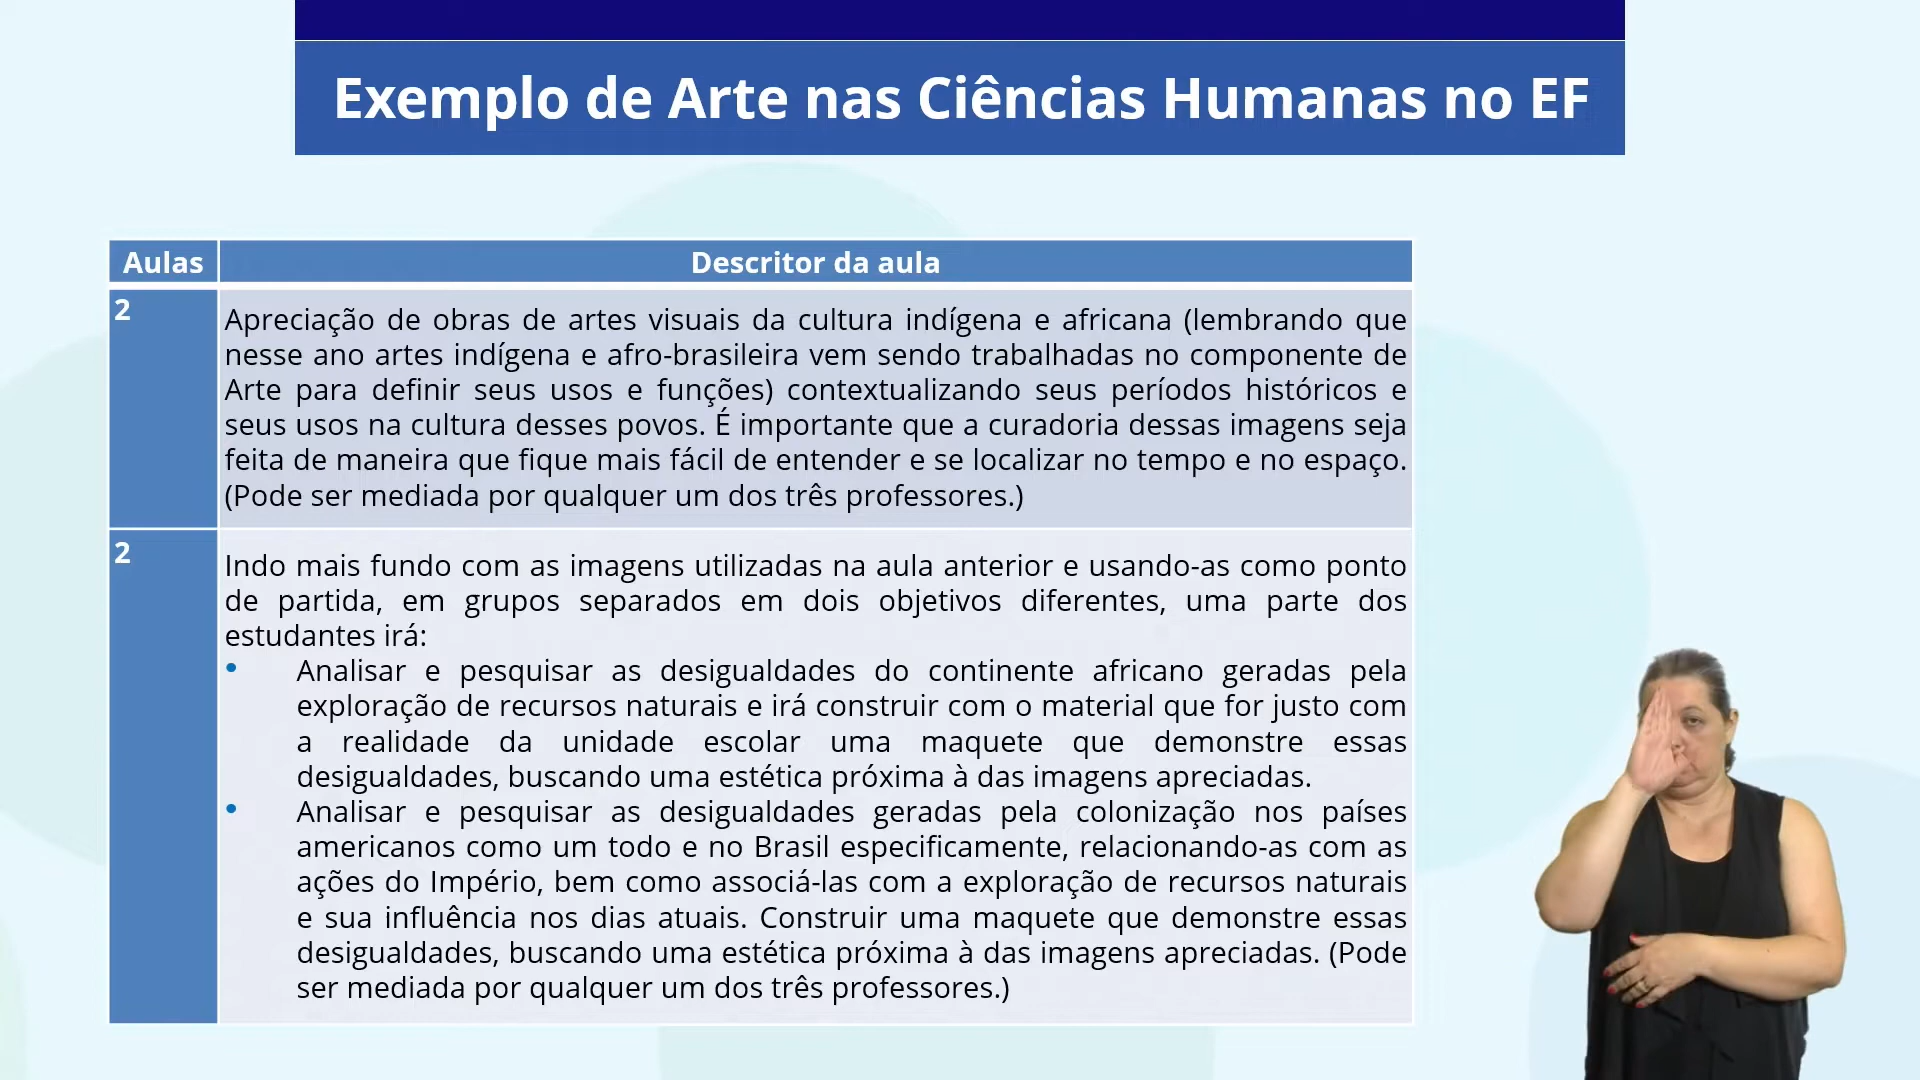 Exemplo de Arte nas Ciências Humanas no EF
Aulas
Descritor da aula
2
Apreciação de obras de artes visuais da cultura indígena e africana (lembrando que
nesse ano artes indígena e afro-brasileira vem sendo trabalhadas no componente de
Arte para definir seus usos e funções) contextualizando seus períodos históricos e
seus usos na cultura desses povos. É importante que a curadoria dessas imagens seja
feita de maneira que fique mais fácil de entender e se localizar no tempo e no espaço.
(Pode ser mediada por qualquer um dos três professores.)
2
Indo mais fundo com as imagens utilizadas na aula anterior e usando-as como ponto
de partida, em grupos separados em dois objetivos diferentes, uma parte dos
estudantes irá:
• Analisar e pesquisar as desigualdades do continente africano geradas pela
exploração de recursos naturais e irá construir com o material que for justo com
a realidade da unidade escolar uma maquete que demonstre essas
desigualdades, buscando uma estética próxima à das imagens apreciadas.
• Analisar e pesquisar as desigualdades geradas pela colonização nos países
americanos como um todo e no Brasil especificamente, relacionando-as com as
ações do Império, bem como associá-las com a exploração de recursos naturais
e sua influência nos dias atuais. Construir uma maquete que demonstre essas
desigualdades, buscando uma estética próxima à das imagens apreciadas. (Pode
ser mediada por qualquer um dos três professores.)